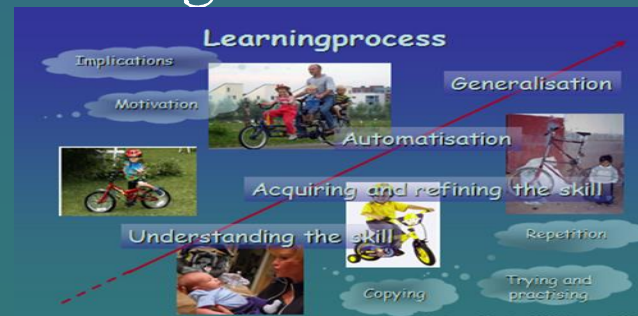 Learningprocess
Implications
Motivation
Generalisation
Automatisation
Acquiring and refining the skill
Understanding the skill
Repetition
Copying
Trying and
practising